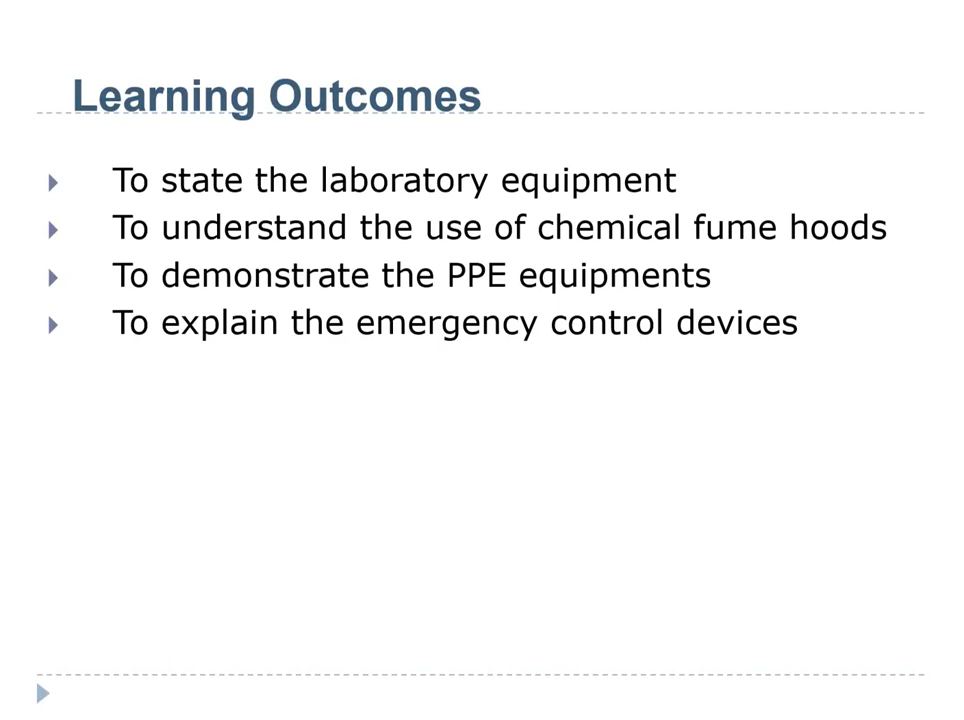 Learning Outcomes
To state the laboratory equipment
To understand the use of chemical fume hoods
To demonstrate the PPE equipments
To explain the emergency control devices